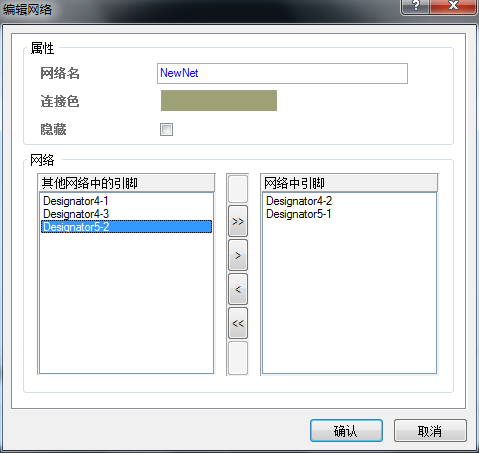 编辑网络
属性
网络名
NewNet
连接色
隐藏
网络
其他网络中的引脚
Designator4-1
Designator4-3
Designator5-2
>>
>
<
<<
网络中引脚
Designator4-2
Designator5-1
确认
取消